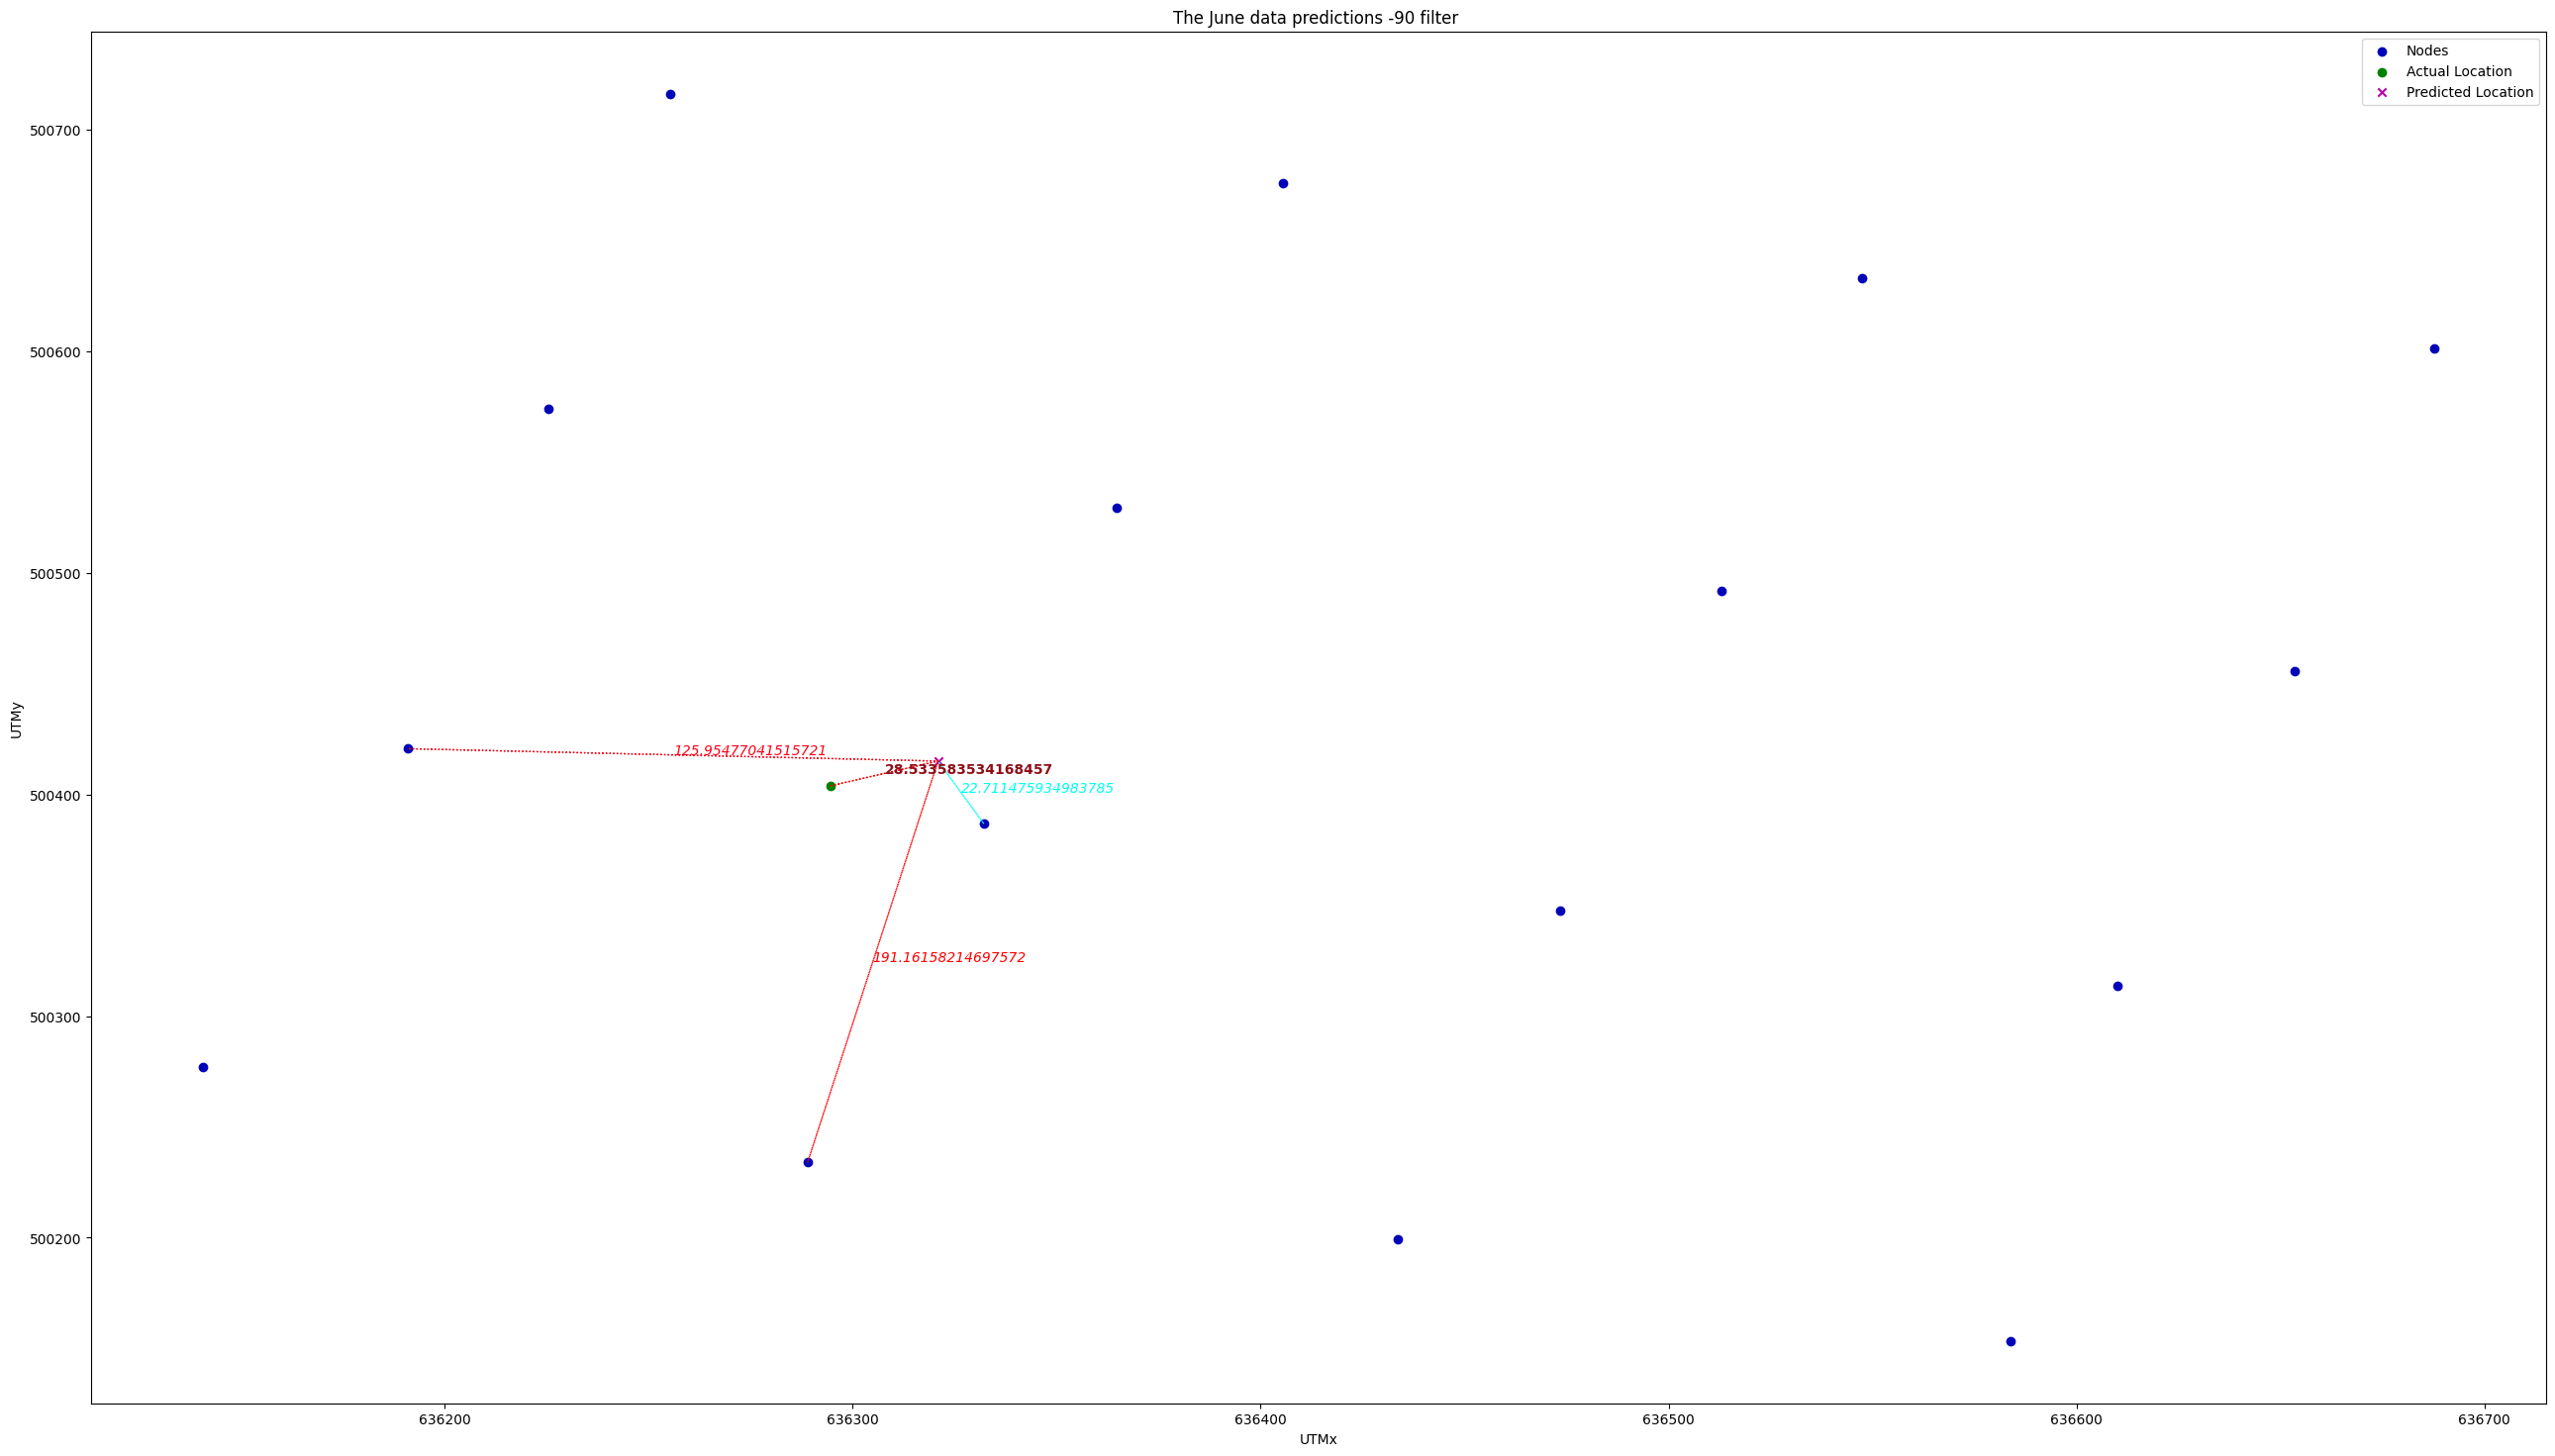 The June data predictions -90 filter
Nodes
Actual Location
Predicted Location
500700
500600
500500
500400
500300
500200
UTMy
125.95477041515721
28.533583534168457
22.711475934983785
191.16158214697572
636200
636300
636400
636500
636600
636700
UTMx